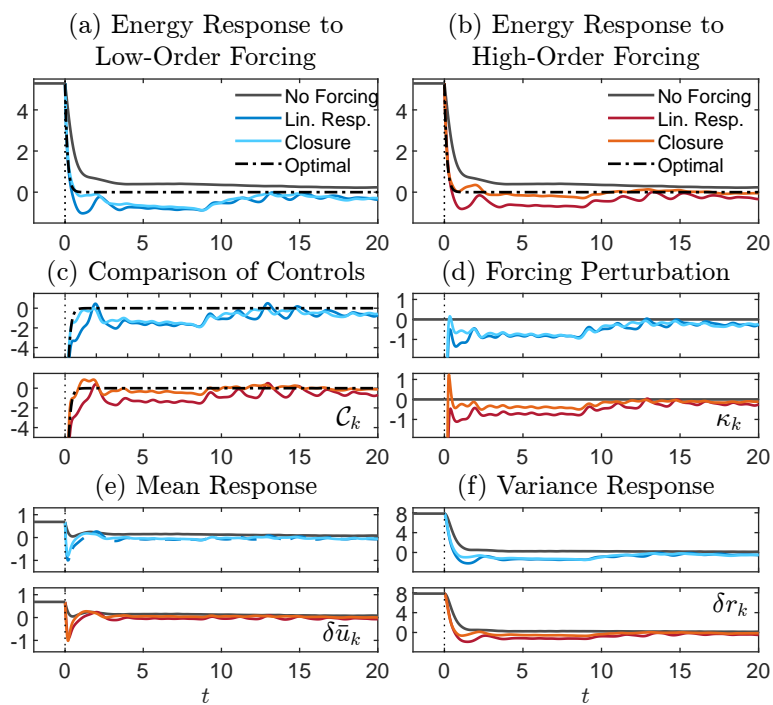 (a) Energy Response to
Low-Order Forcing
(b) Energy Response to
High-Order Forcing
4
2
0
No Forcing
Lin. Resp.
Closure
Optimal
0 5 10 15 20
4
2
0
No Forcing
Lin. Resp.
Closure
Optimal
0 5 10 15 20
(c) Comparison of Controls
(d) Forcing Perturbation
0
-2
-4
1
0
-1
0
-2
-4
𝒞k
0 5 10 15 20
1
0
-1
κk
0 5 10 15 20
(e) Mean Response
(f) Variance Response
1
0
-1
8
4
0
1
0
-1
δūk
0 5 10 15 20
t
8
4
0
δrk
0 5 10 15 20
t